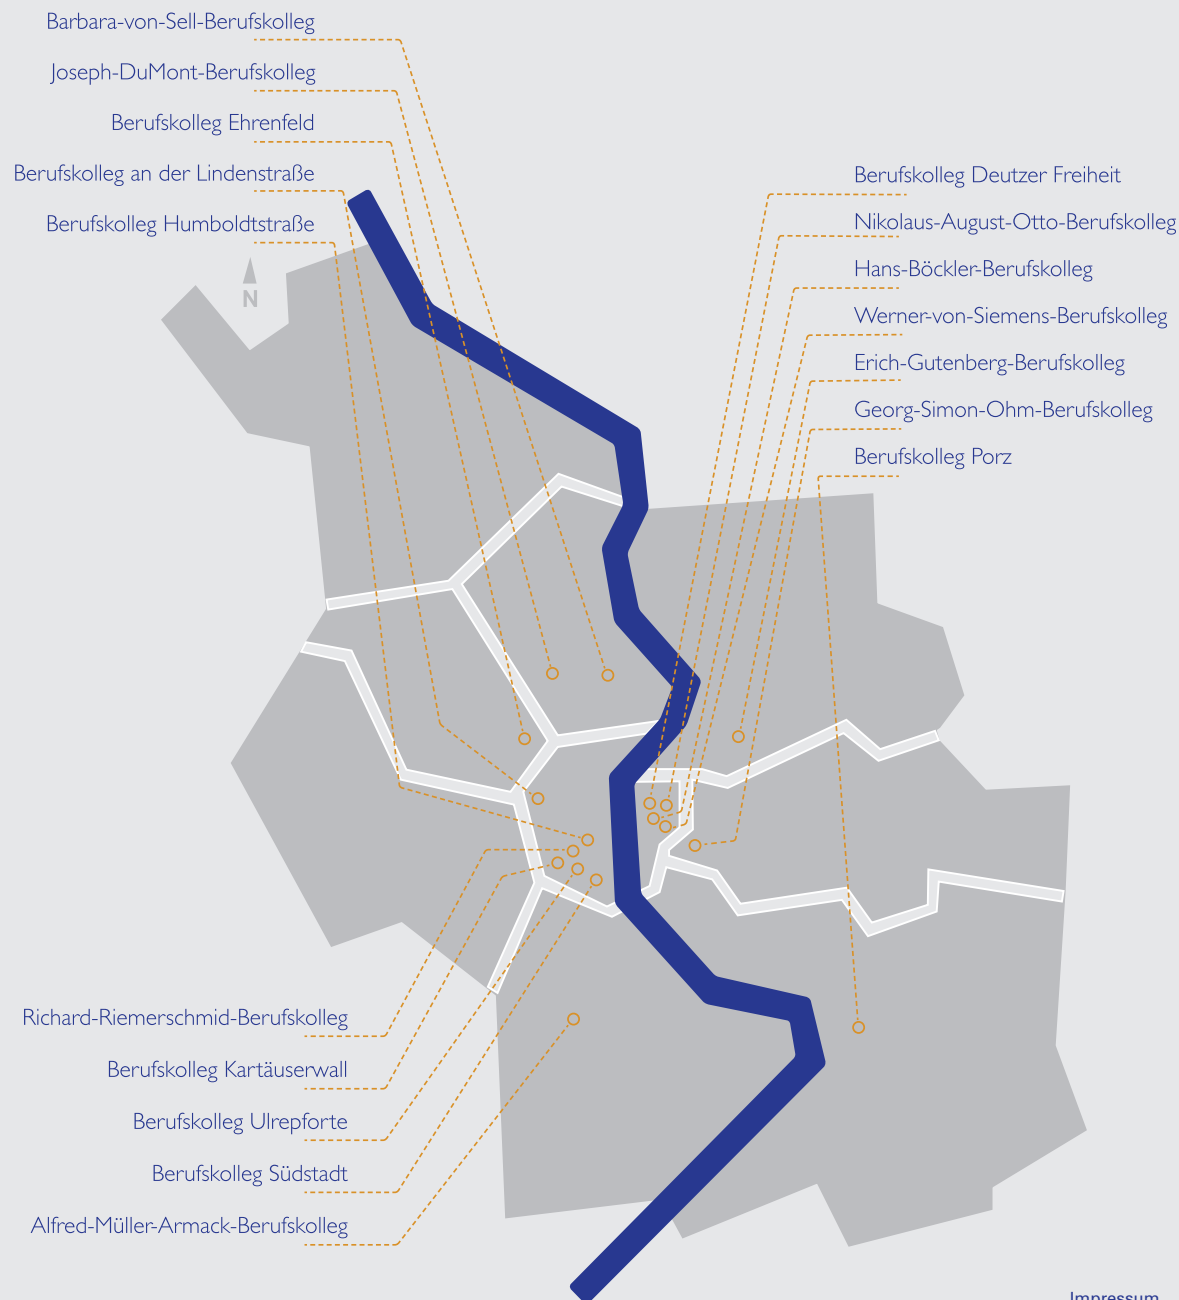 Barbara-von-Sell-Berufskolleg
Joseph-DuMont-Berufskolleg
Berufskolleg Ehrenfeld
Berufskolleg an der Lindenstraße
Berufskolleg Humboldtstraße
N
Berufskolleg Deutzer Freiheit
Nikolaus-August-Otto-Berufskolleg
Hans-Böckler-Berufskolleg
Werner-von-Siemens-Berufskolleg
Erich-Gutenberg-Berufskolleg
Georg-Simon-Ohm-Berufskolleg
Berufskolleg Porz
Richard-Riemerschmid-Berufskolleg
Berufskolleg Kartäuserwall
Berufskolleg Ulrepforte
Berufskolleg Südstadt
Alfred-Müller-Armack-Berufskolleg
Impressum